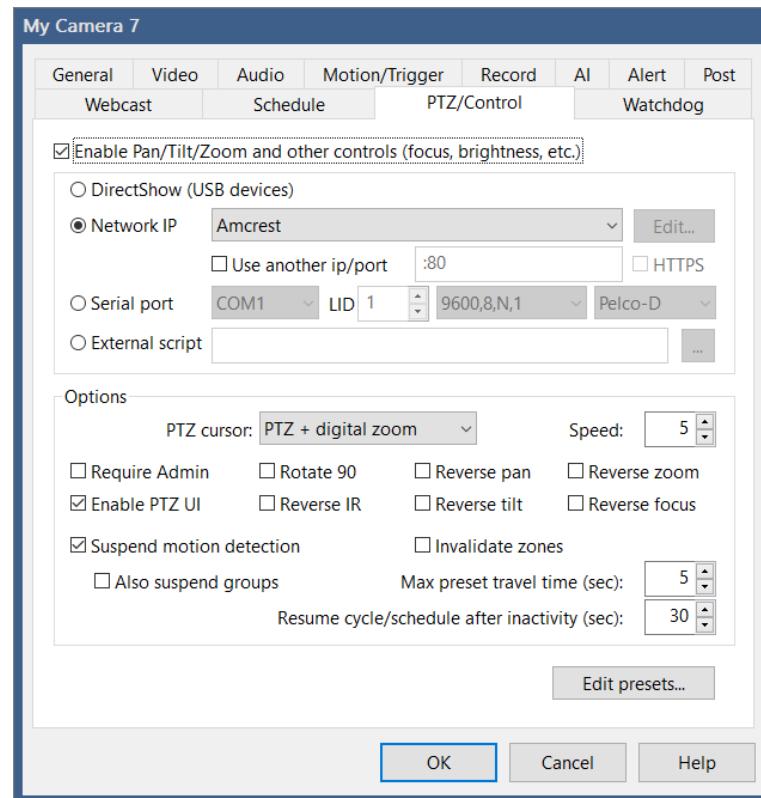 My Camera 7
General Video Audio Motion/Trigger Record AI Alert Post
Webcast Schedule PTZ/Control Watchdog
Enable Pan/Tilt/Zoom and other controls (focus, brightness, etc.)
DirectShow (USB devices)
Network IP Amcrest Edit...
Use another ip/port :80 HTTPS
Serial port COM1 LID 1 9600,8,N,1 Pelco-D
External script ...
Options
PTZ cursor: PTZ + digital zoom Speed: 5
Require Admin Rotate 90 Reverse pan Reverse zoom
Enable PTZ UI Reverse IR Reverse tilt Reverse focus
Suspend motion detection Invalidate zones
Also suspend groups Max preset travel time (sec): 5
Resume cycle/schedule after inactivity (sec): 30
Edit presets...
OK Cancel Help